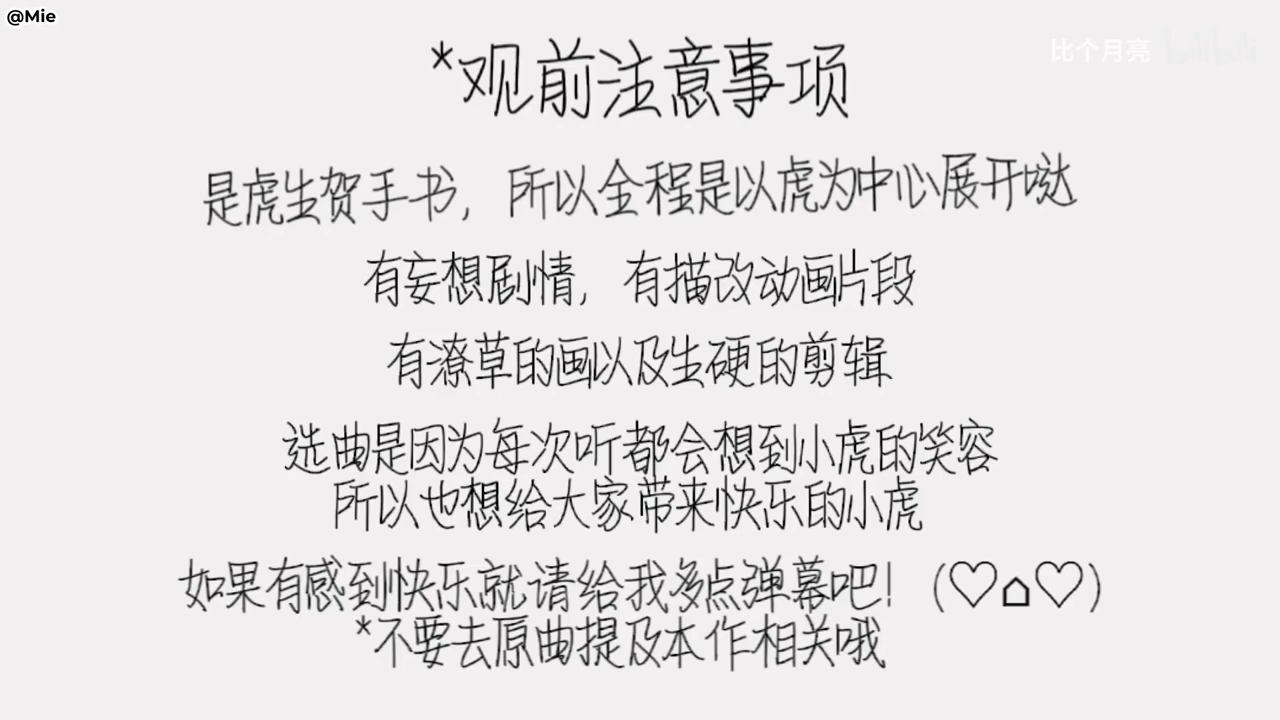 @Mie
比个月亮 bilibili
*观前注意事项
是虎生贺手书，所以全程是以虎为中心展开哒
有妄想剧情，有描改动画片段
有潦草的画以及生硬的剪辑
选曲是因为每次听都会想到小虎的笑容
所以也想给大家带来快乐的小虎
如果有感到快乐就请给我多点弹幕吧！（♡⌂♡）
*不要去原曲提及本作相关哦